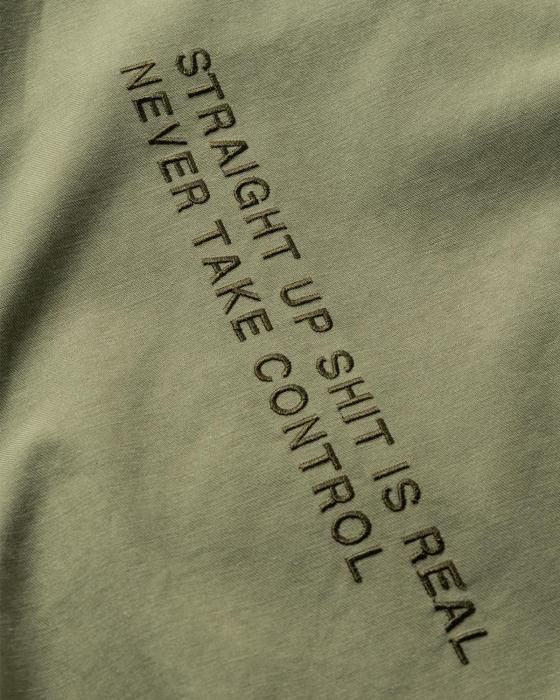 STRAIGHT UP SHIT IS REAL
NEVER TAKE CONTROL